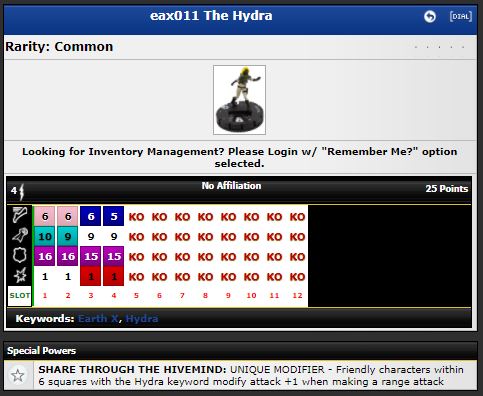 eax011 The Hydra
[DIAL]
Rarity: Common
Looking for Inventory Management? Please Login w/ "Remember Me?" option
selected.
4 No Affiliation 25 Points
6 6 6 5 KO KO KO KO KO KO KO KO
10 9 9 9 KO KO KO KO KO KO KO KO
16 16 15 15 KO KO KO KO KO KO KO KO
1 1 1 1 KO KO KO KO KO KO KO KO
SLOT 1 2 3 4 5 6 7 8 9 10 11 12
Keywords: Earth X, Hydra
Special Powers
SHARE THROUGH THE HIVEMIND: UNIQUE MODIFIER - Friendly characters within
6 squares with the Hydra keyword modify attack +1 when making a range attack